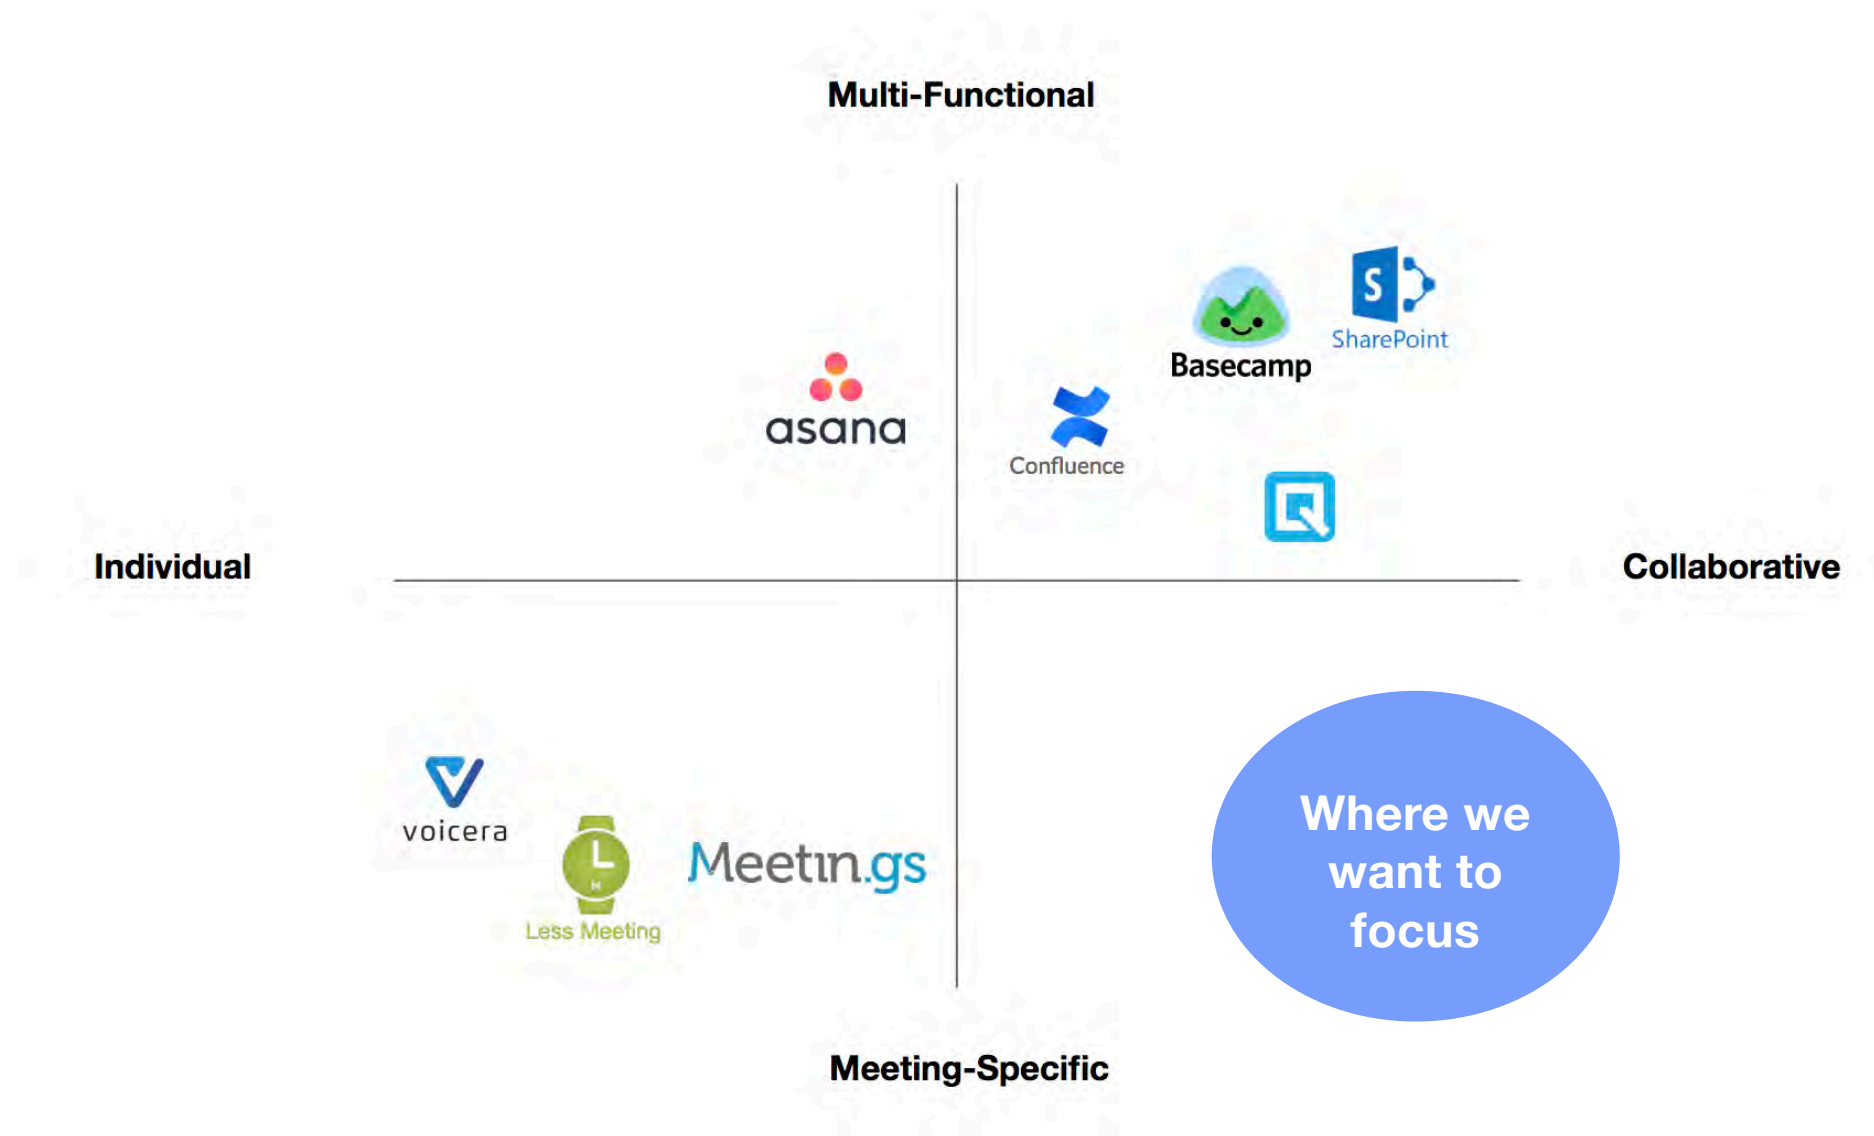 Multi-Functional
S
SharePoint
Basecamp
asana
Confluence
Individual
Collaborative
voicera
L
M
Less Meeting
Meetin.gs
Where we
want to
focus
Meeting-Specific